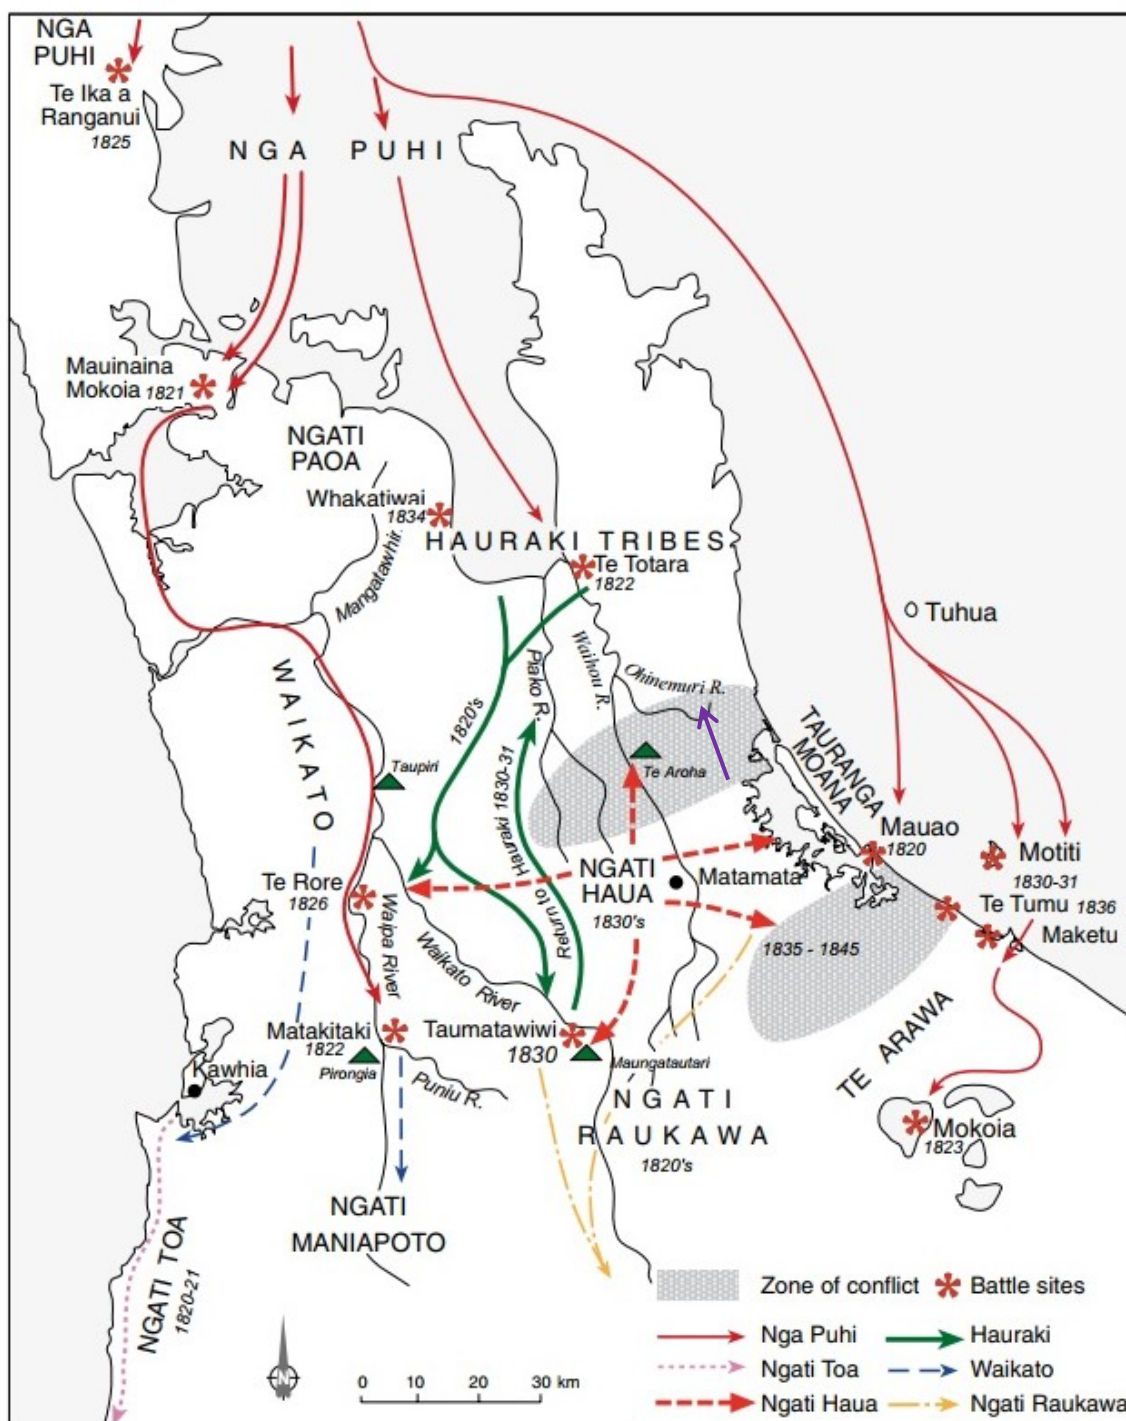 NGA
PUHI
Te Ika a
Ranganui
1825
NGA PUHI
Mauinaina
Mokoia 1821
NGATI
PAOA
Whakatiwai
1834
HAURAKI TRIBES
Te Totara
1822
Mangatawhiri
Tuhua
WAIKATO
Piako R.
Waihou R.
Ohinemuri R.
1820's
Return to Hauraki 1830-31
Taupiri
Te Aroha
TAURANGA
MOANA
Mauao
1820
Motiti
1830-31
Te Tumu 1836
Maketu
NGATI
HAUA
1830's
Matamata
Te Rore
1826
Waipa River
Waikato River
1835 - 1845
Matakitaki
1822
Pirongia
Taumatawiwi
1830
Maungatautari
Kawhia
Puniu R.
TE ARAWA
NGATI
RAUKAWA
1820's
Mokoia
1823
NGATI
MANIAPOTO
NGATI TOA
1820-21
N
0 10 20 30 km
Zone of conflict
Battle sites
Nga Puhi
Hauraki
Ngati Toa
Waikato
Ngati Haua
Ngati Raukawa